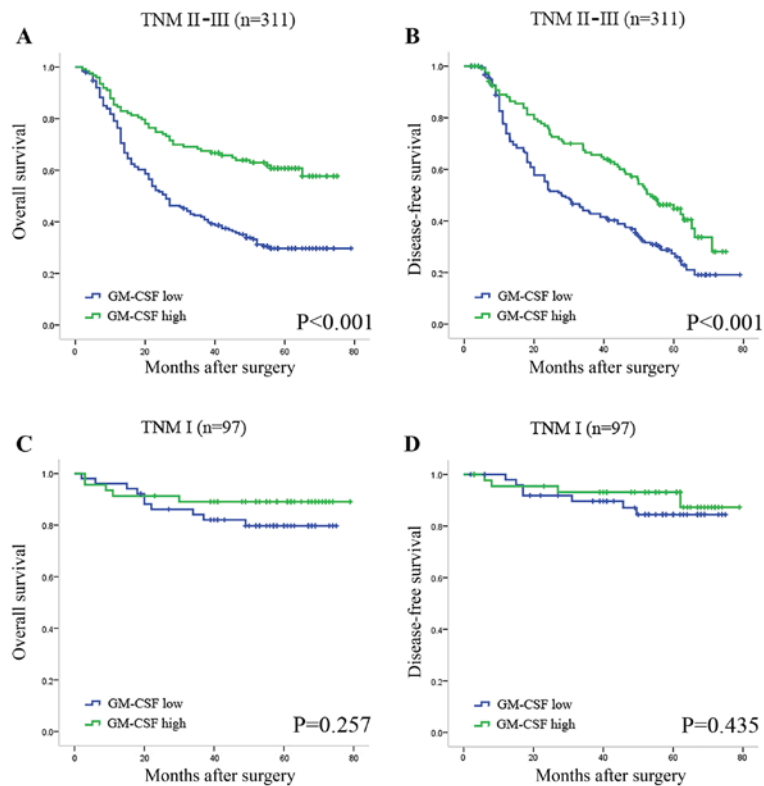 A
TNM II-III (n=311)
Overall survival
1.0
0.8
0.6
0.4
0.2
0.0
GM-CSF low
GM-CSF high
P<0.001
0
20
40
60
80
Months after surgery
B
TNM II-III (n=311)
Disease-free survival
1.0
0.8
0.6
0.4
0.2
0.0
GM-CSF low
GM-CSF high
P<0.001
0
20
40
60
80
Months after surgery
C
TNM I (n=97)
Overall survival
1.0
0.8
0.6
0.4
0.2
0.0
GM-CSF low
GM-CSF high
P=0.257
0
20
40
60
80
Months after surgery
D
TNM I (n=97)
Disease-free survival
1.0
0.8
0.6
0.4
0.2
0.0
GM-CSF low
GM-CSF high
P=0.435
0
20
40
60
80
Months after surgery